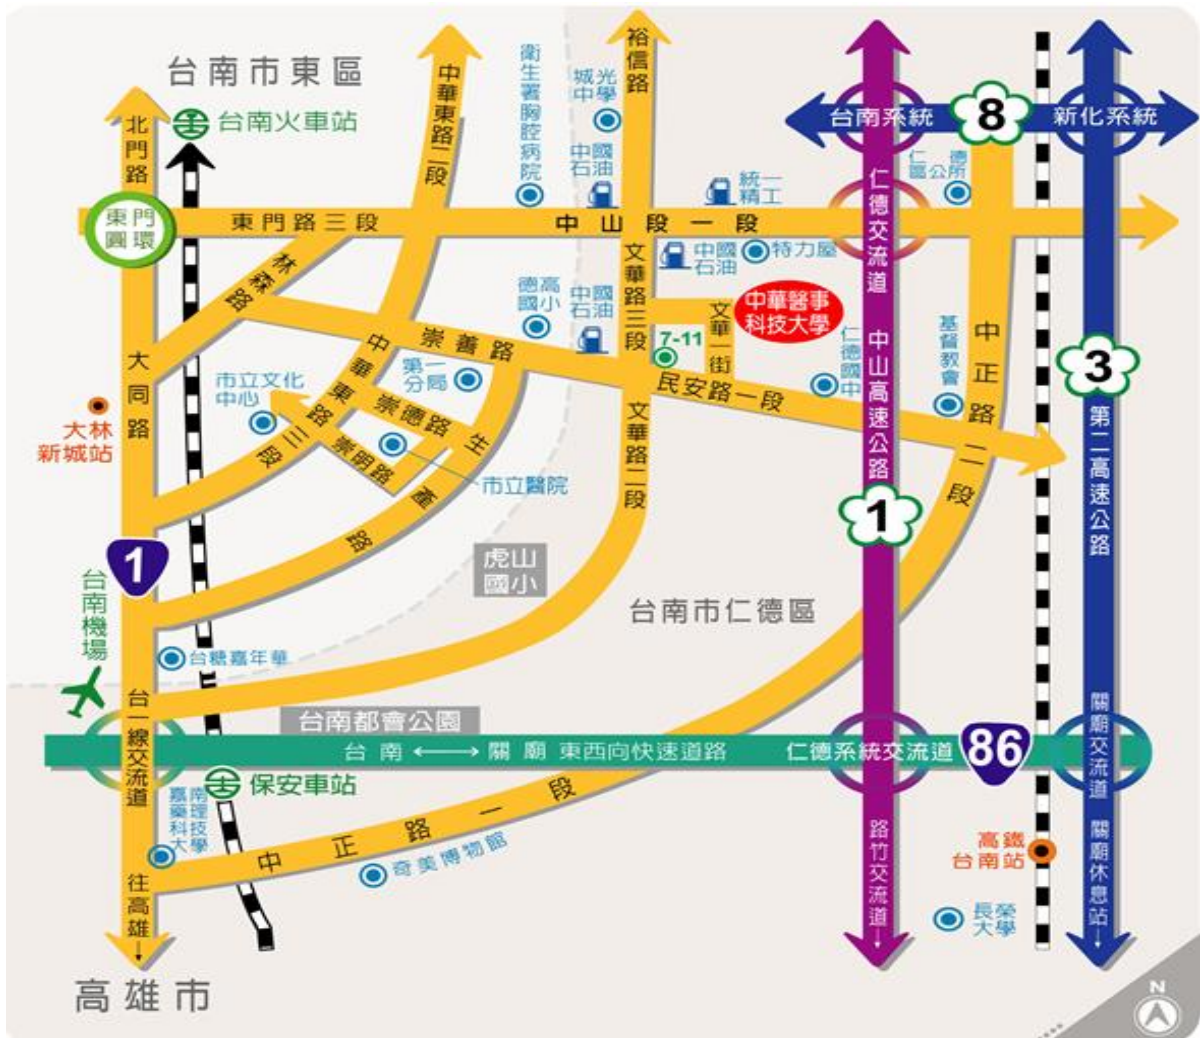 台南市東區
台南火車站
北門路
東門
圓環
東門路三段
中華東路二段
衛生署胸腔病院
城光
中學
中國
石油
裕信路
統一
精工
中山段一段
台南系統
8
新化系統
仁德
區公所
仁德交流道
林森路
大同路
德高
國小
中國
石油
文華路三段
中國
石油
特力屋
中華醫事
科技大學
文華一街
7-11
崇善路
民安路一段
仁德國中
中山高速公路
基督教會
中正路二段
3
第二高速公路
第一
分局
中華東路三段
市立文化
中心
崇德路
崇明路
市立醫院
生產路
文華路二段
大林
新城站
1
1
台南機場
虎山
國小
台南市仁德區
台糖嘉年華
台一線交流道
台南都會公園
台南
關廟
東西向快速道路
仁德系統交流道
86
關廟交流道
保安車站
嘉南
藥理
科技
大學
中正路一段
奇美博物館
路竹交流道
高鐵
台南站
關廟休息站
長榮
大學
往高雄
高雄市
N